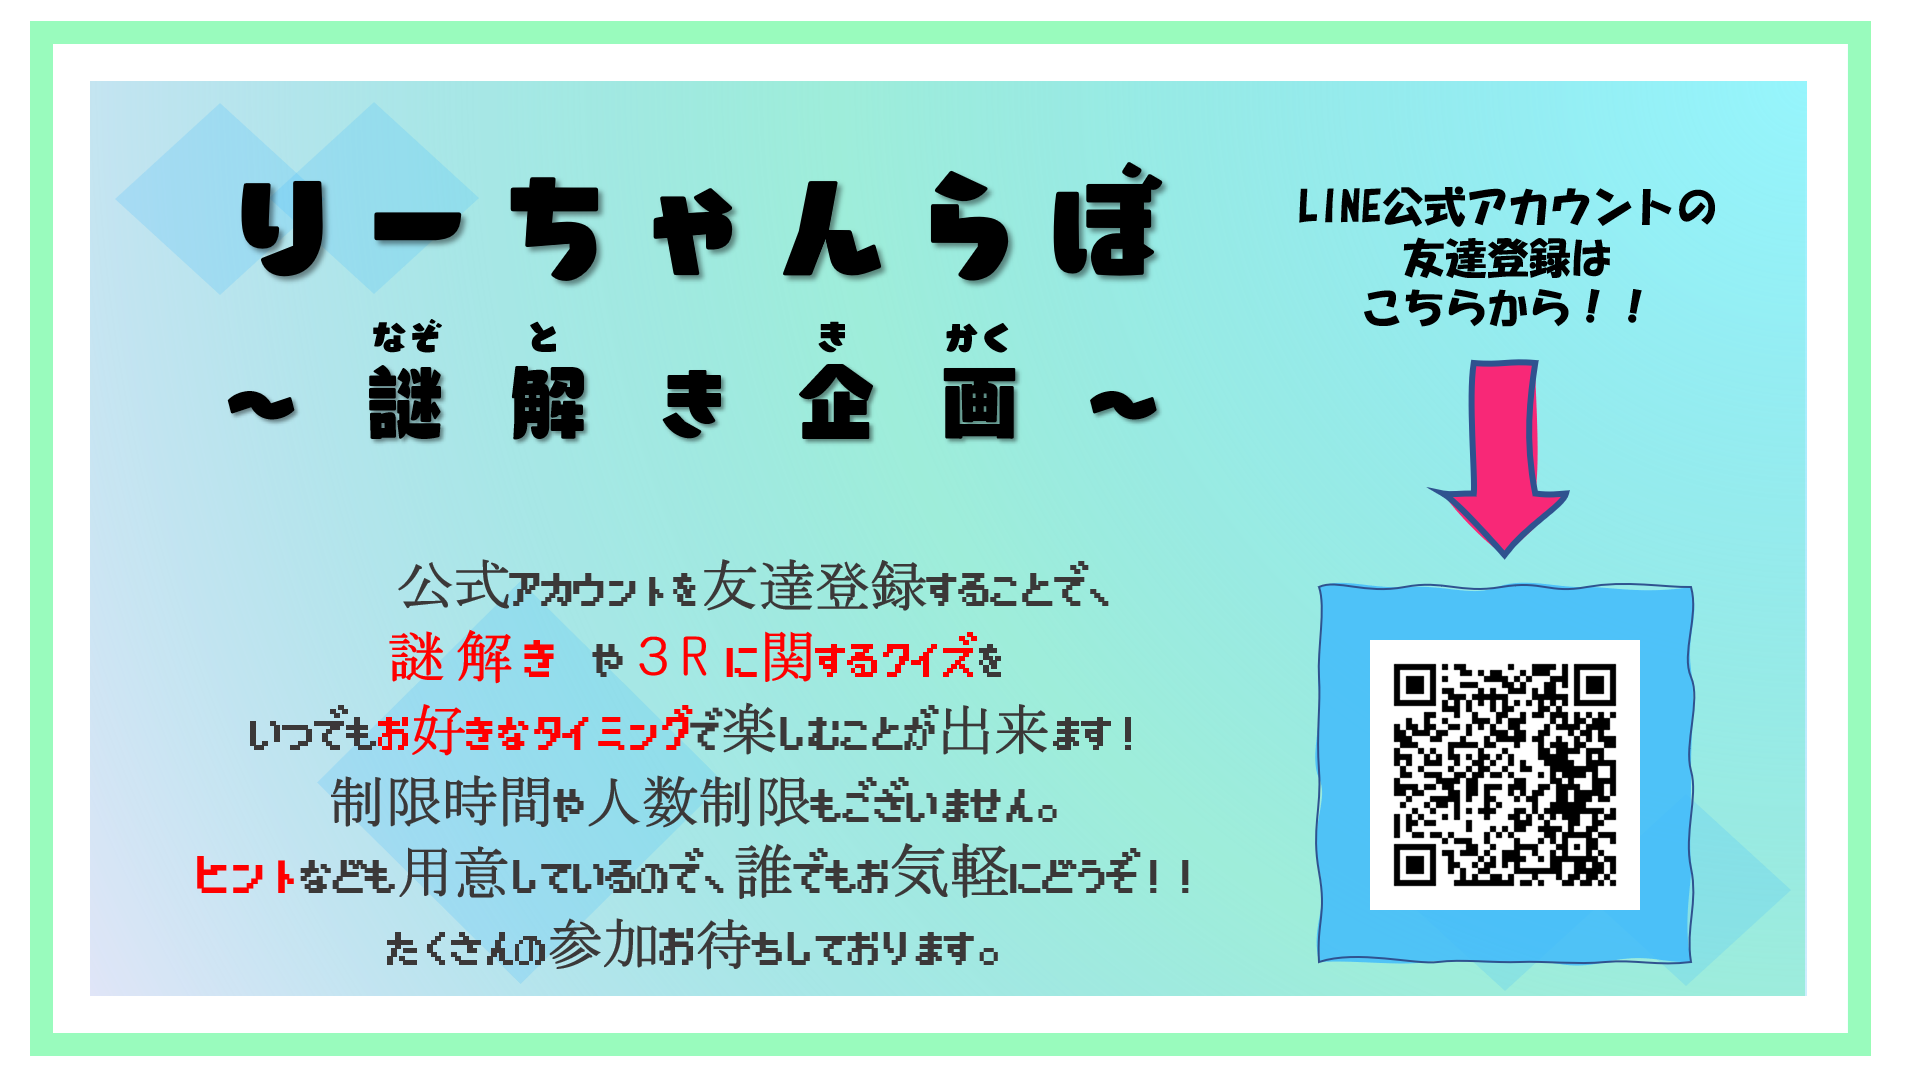 りーちゃんらぼ
なぞ と き かく
～ 謎 解 き 企 画 ～
LINE公式アカウントの
友達登録は
こちらから！！
公式アカウントを友達登録することで、
謎解き や３Ｒに関するクイズを
いつでもお好きなタイミングで楽しむことが出来ます！
制限時間や人数制限もございません。
ヒントなども用意しているので、誰でもお気軽にどうぞ！！
たくさんの参加お待ちしております。